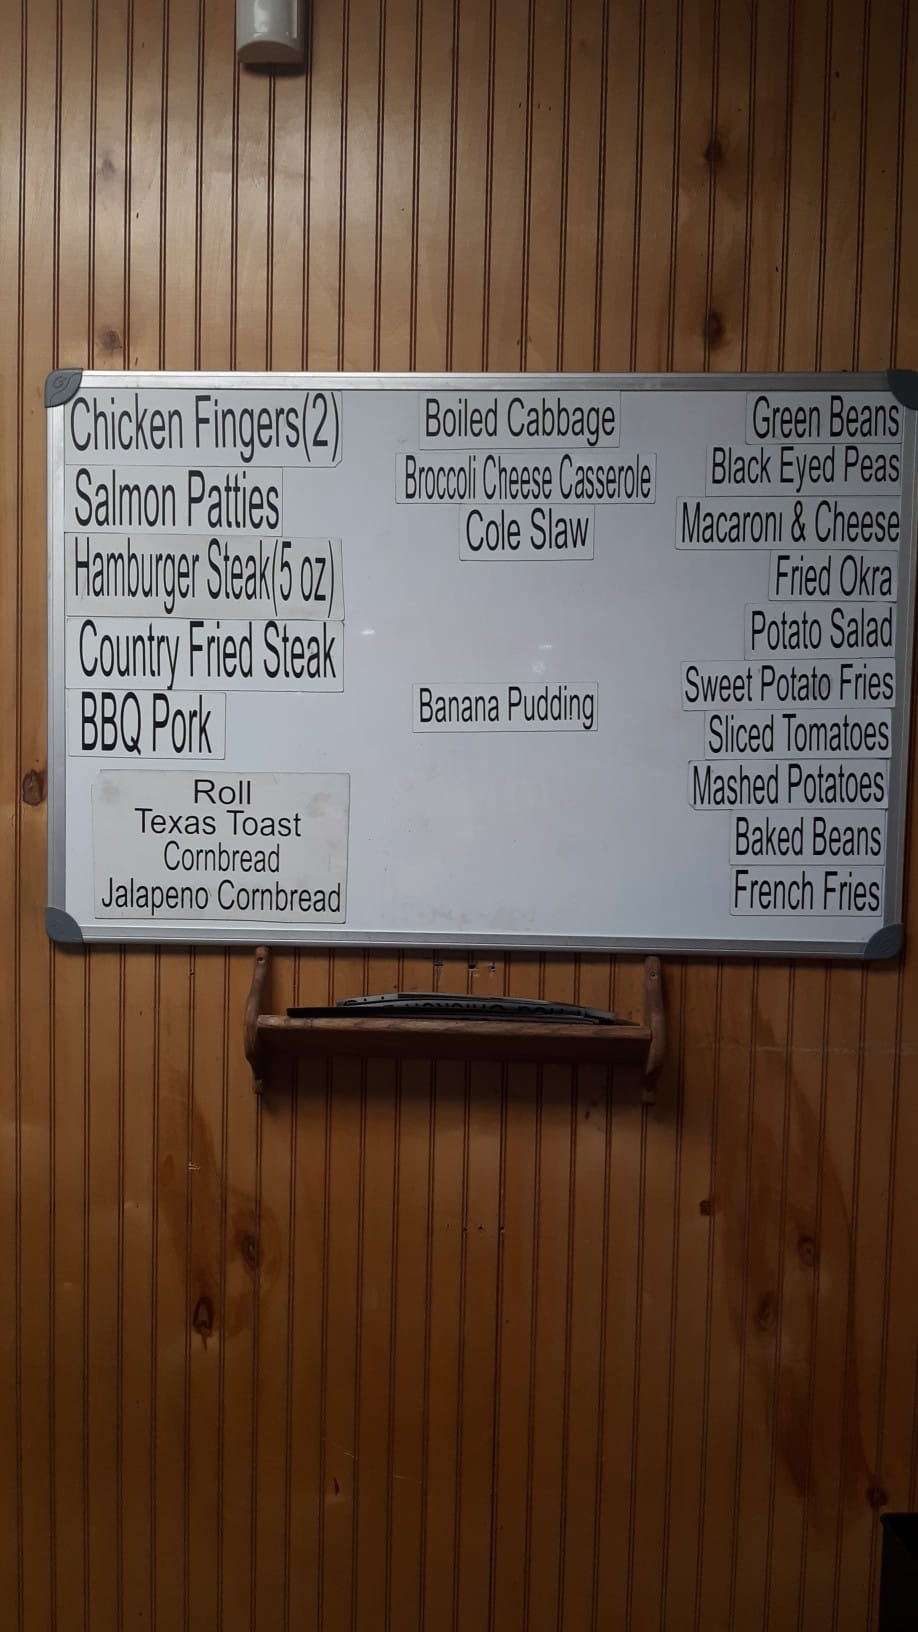 Chicken Fingers(2)
Salmon Patties
Hamburger Steak(5 oz)
Country Fried Steak
BBQ Pork
Roll
Texas Toast
Cornbread
Jalapeno Cornbread
Boiled Cabbage
Broccoli Cheese Casserole
Cole Slaw
Banana Pudding
Green Beans
Black Eyed Peas
Macaroni & Cheese
Fried Okra
Potato Salad
Sweet Potato Fries
Sliced Tomatoes
Mashed Potatoes
Baked Beans
French Fries